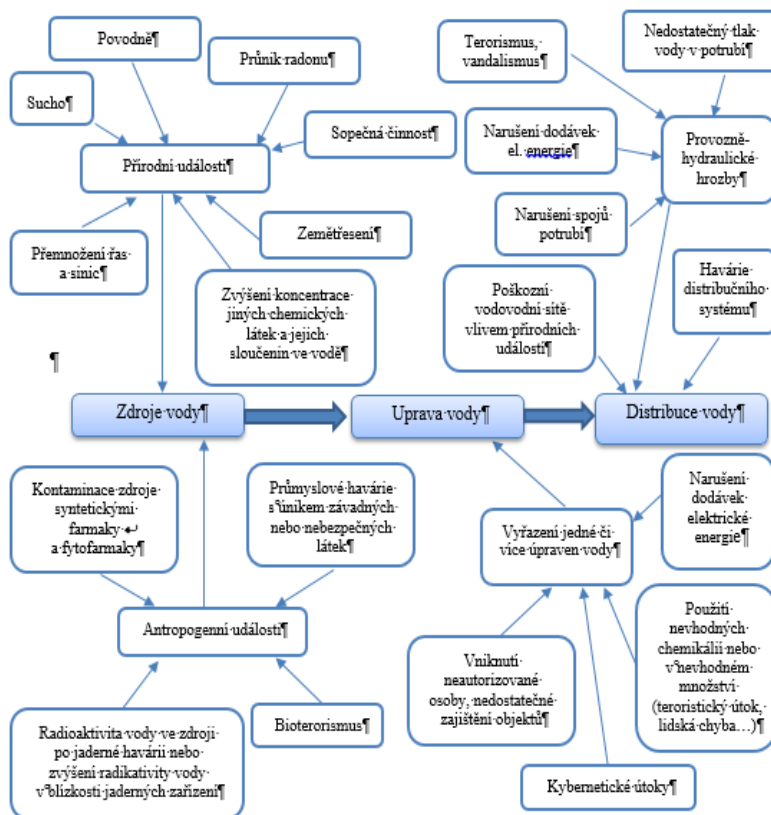 Povodně¶
Průnik radonu¶
Sucho¶
Sopečná·činnost¶
Přírodní·události¶
Zemětřesení¶
Přemnožení·řas·
a·sinic¶
Zvýšení·koncentrace·
jiných·chemických·
látek·a·jejich·
sloučenin·ve·vodě¶
¶
Terorismus,·
vandalismus¶
Nedostatečný·tlak·
vody·v·potrubí¶
Narušení·dodávek·
el.·energie¶
Provozně-
hydraulické·
hrozby¶
Narušení·spojů·
potrubí¶
Poškozní·
vodovodní·sítě·
vlivem·přírodních·
událostí¶
Havárie·
distribučního·
systému¶
Zdroje·vody¶
Uprava·vody¶
Distribuce·vody¶
Kontaminace·zdroje·
syntetickými·
farmaky·↵
a·fytofarmaky¶
Průmyslové·havárie·
s°únikem·závadných·
nebo·nebezpečných·
látek¶
Antropogenní·události¶
Radioaktivita·vody·ve·zdroji·
po·jaderné·havárii·nebo·
zvýšení·radikativity·vody·
v°blízkosti·jaderných·zařízení¶
Bioterorismus¶
Vyřazení·jedné·či·
více·úpraven·vody¶
Narušení·
dodávek·
elektrické·
energie¶
Vniknutí·
neautorizované·
osoby,·nedostatečné·
zajištění·objektů¶
Použití·
nevhodných·
chemikálií·nebo·
v°nevhodném·
množství·
(teroristický·útok,·
lidská·chyba…)¶
Kybernetické·útoky¶